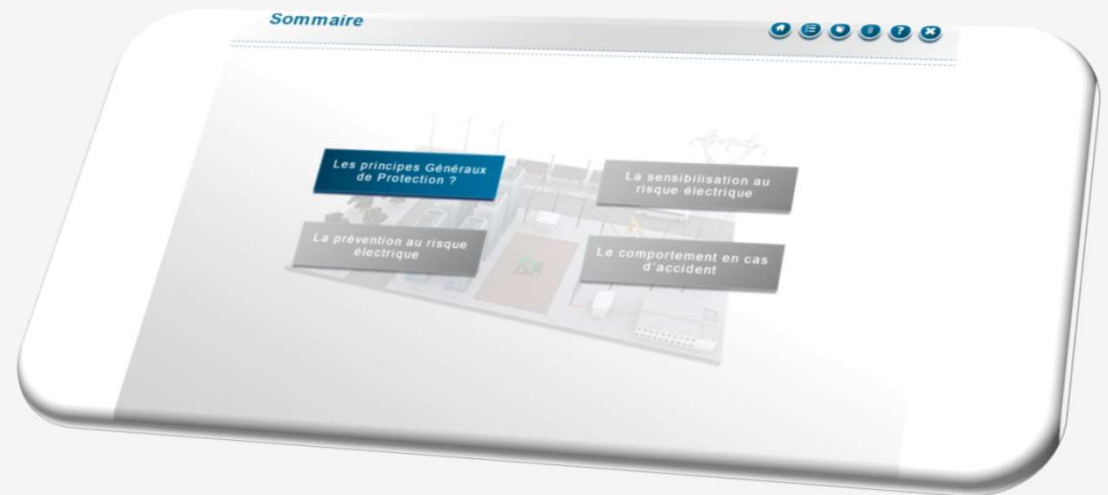 Sommaire
Les principes Généraux
de Protection ?
La sensibilisation au
risque électrique
La prévention au risque
électrique
Le comportement en cas
d'accident